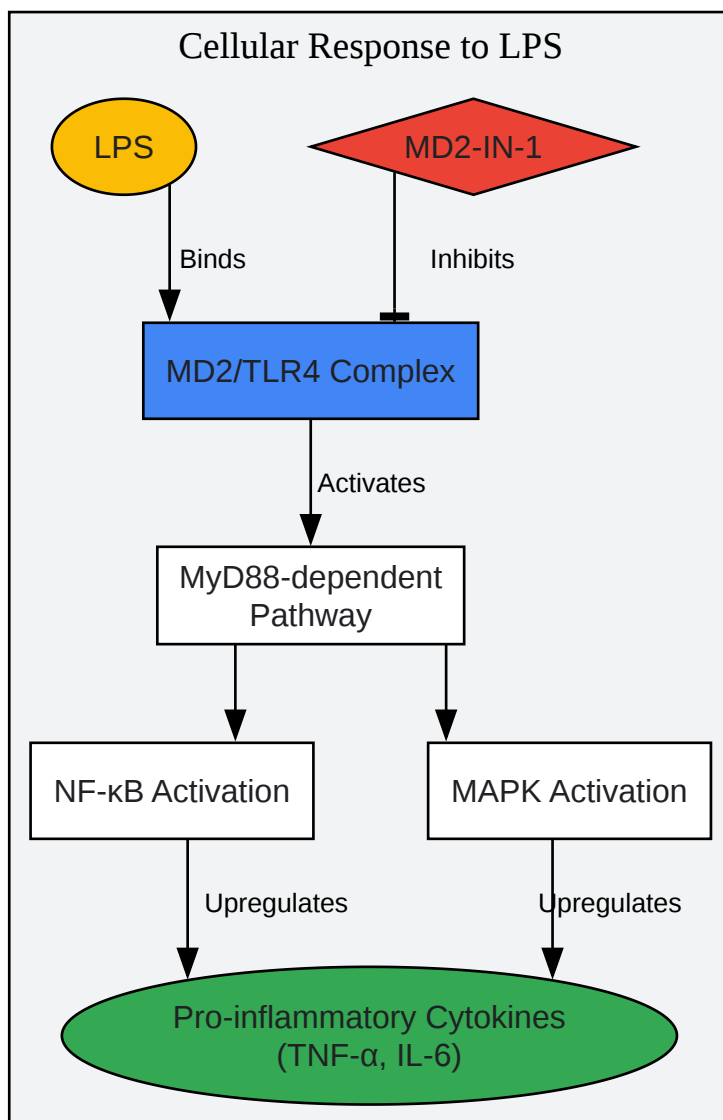 Cellular Response to LPS
LPS
MD2-IN-1
Binds
Inhibits
MD2/TLR4 Complex
Activates
MyD88-dependent
Pathway
NF-κB Activation
MAPK Activation
Upregulates
Upregulates
Pro-inflammatory Cytokines
(TNF-α, IL-6)